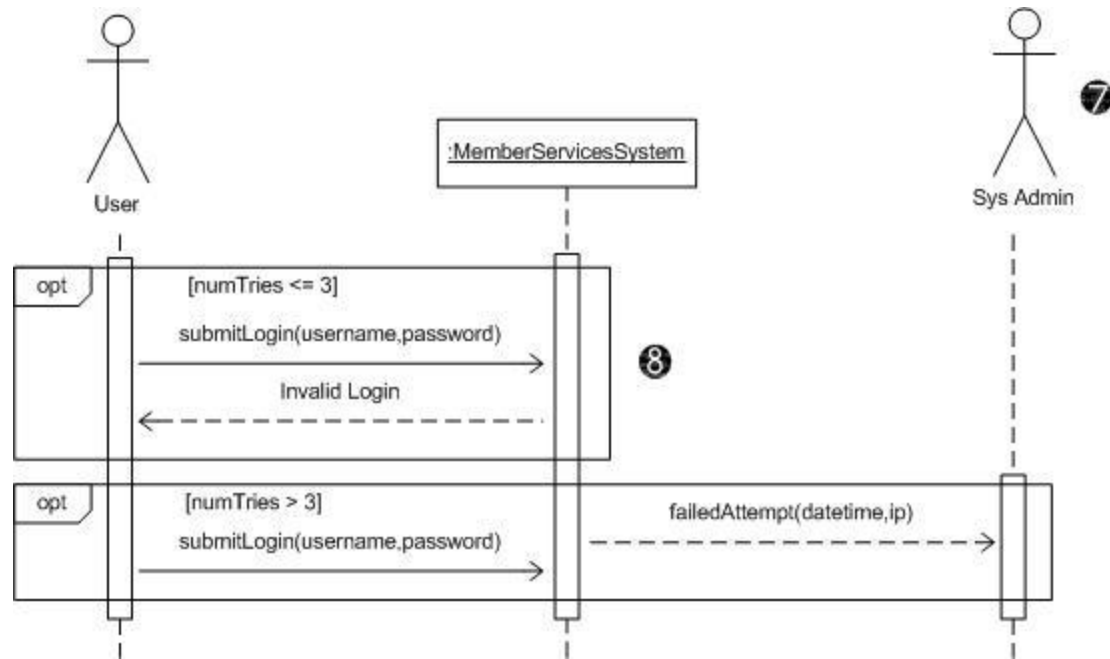 7
:MemberServicesSystem
User
Sys Admin
opt
[numTries <= 3]
submitLogin(username,password)
8
Invalid Login
opt
[numTries > 3]
failedAttempt(datetime,ip)
submitLogin(username,password)